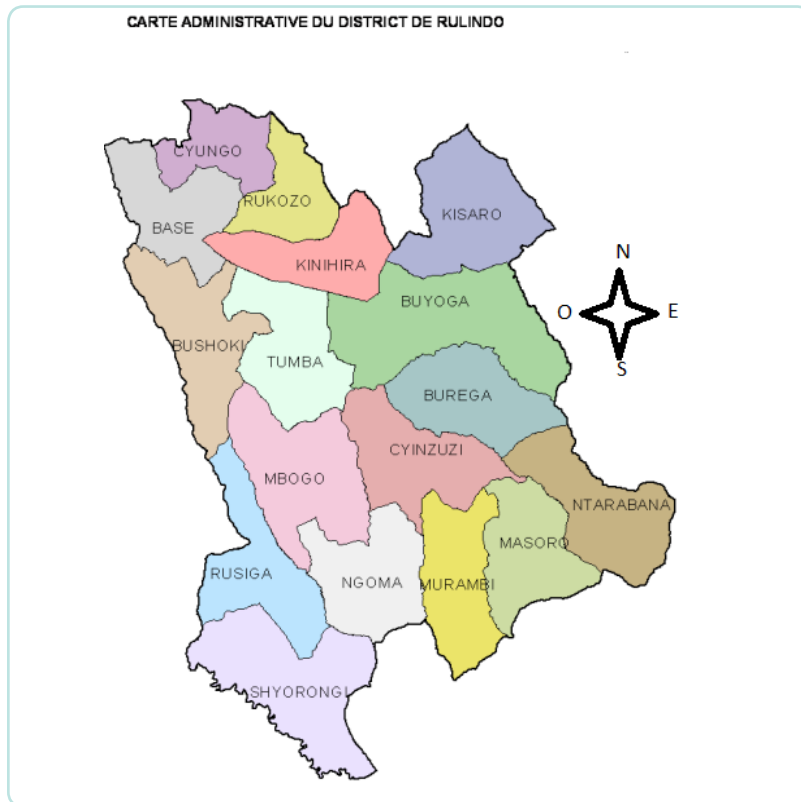 CARTE ADMINISTRATIVE DU DISTRICT DE RULINDO
CYUNGO
RUKOZO
KISARO
BASE
KINIHIRA
N
BUYOGA
O
E
BUSHOKI
TUMBA
S
BUREGA
CYINZUZI
MBOGO
NTARABANA
MASORO
RUSIGA
NGOMA
MURAMBI
SHYORONGI